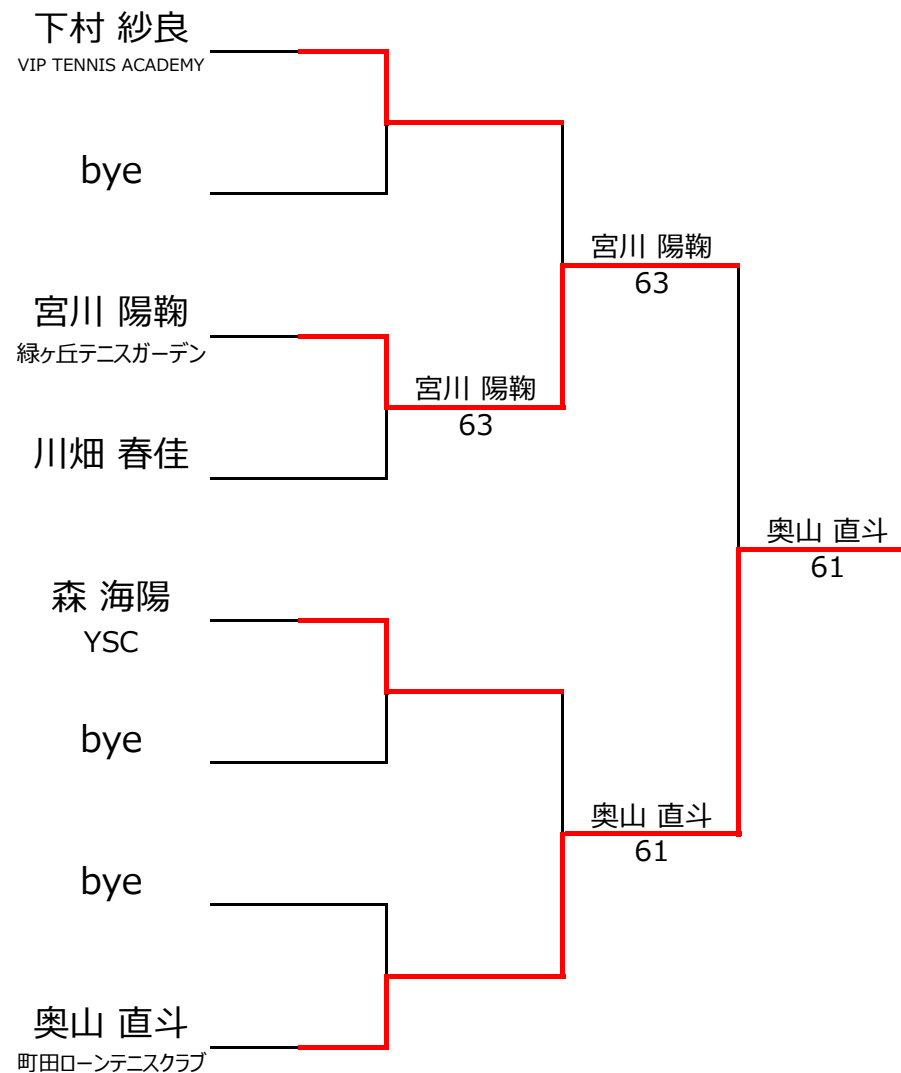 下村 紗良
VIP TENNIS ACADEMY
bye
宮川 陽鞠
63
宮川 陽鞠
緑ヶ丘テニスガーデン
宮川 陽鞠
63
川畑 春佳
奥山 直斗
61
森 海陽
YSC
bye
奥山 直斗
61
bye
奥山 直斗
町田ローンテニスクラブ